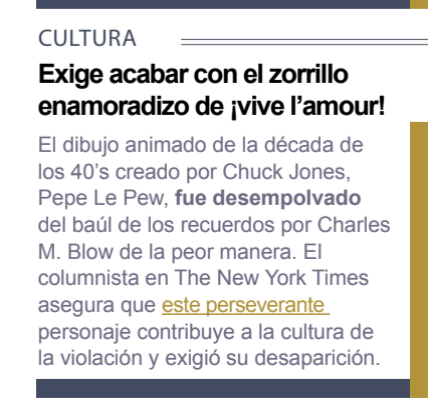 CULTURA
Exige acabar con el zorrillo
enamoradizo de ¡vive l’amour!
El dibujo animado de la década de
los 40’s creado por Chuck Jones,
Pepe Le Pew, fue desempolvado
del baúl de los recuerdos por Charles
M. Blow de la peor manera. El
columnista en The New York Times
asegura que este perseverante
personaje contribuye a la cultura de
la violación y exigió su desaparición.